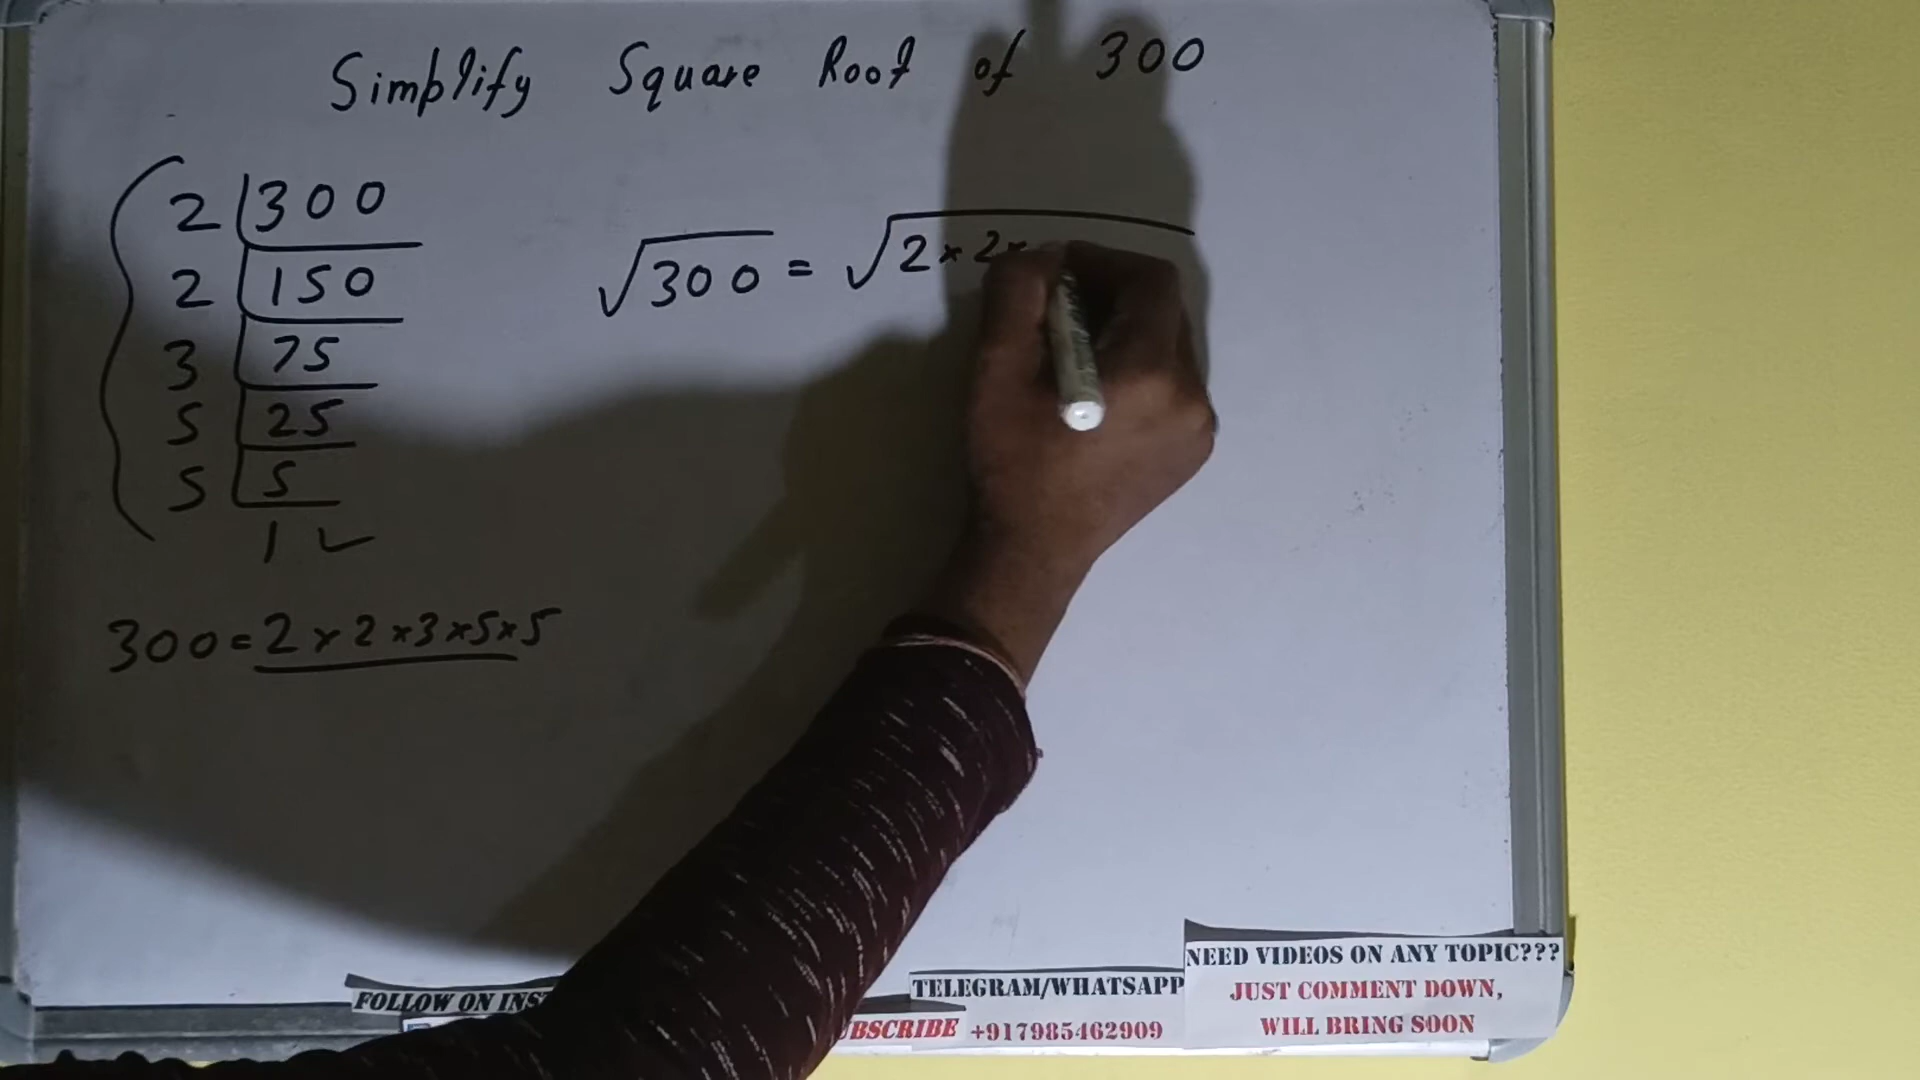 Simplify Square Root of 300
2 300
2 150
3 75
5 25
5 5
1 ✓
300 = 2 × 2 × 3 × 5 × 5
√300 = √2 × 2 ×
FOLLOW ON INST
TELEGRAM/WHATSAPP
BSCRIBE +917985462909
NEED VIDEOS ON ANY TOPIC???
JUST COMMENT DOWN,
WILL BRING SOON